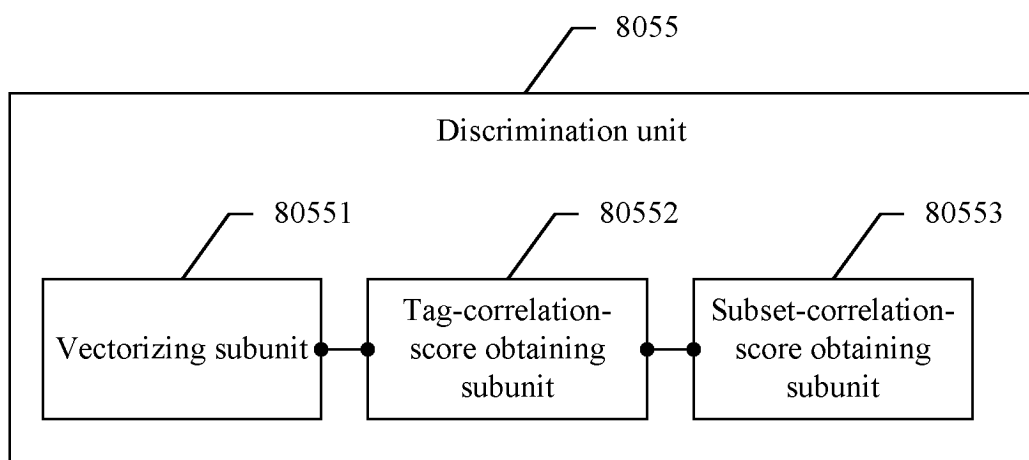 8055
Discrimination unit
80551
80552
80553
Vectorizing subunit
Tag-correlation-
score obtaining
subunit
Subset-correlation-
score obtaining
subunit